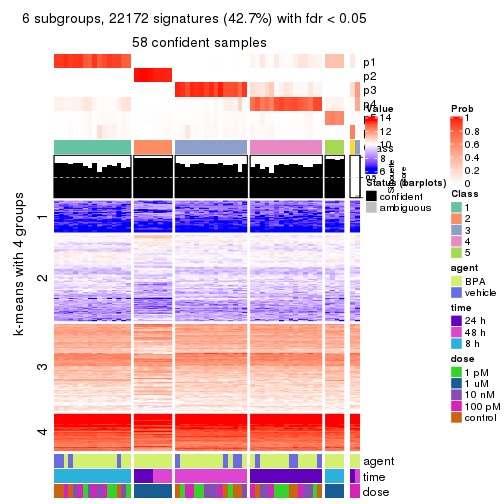 6 subgroups, 22172 signatures (42.7%) with fdr < 0.05
58 confident samples
k-means with 4 groups
1
2
3
4
p1
p2
p3
p4
Value
14
12
10
8
6
Status (barplots)
confident
ambiguous
Prob
1
0.8
0.6
0.4
0.2
0
Class
1
2
3
4
5
agent
BPA
vehicle
time
24 h
48 h
8 h
dose
1 pM
1 uM
10 nM
100 pM
control
agent
time
dose